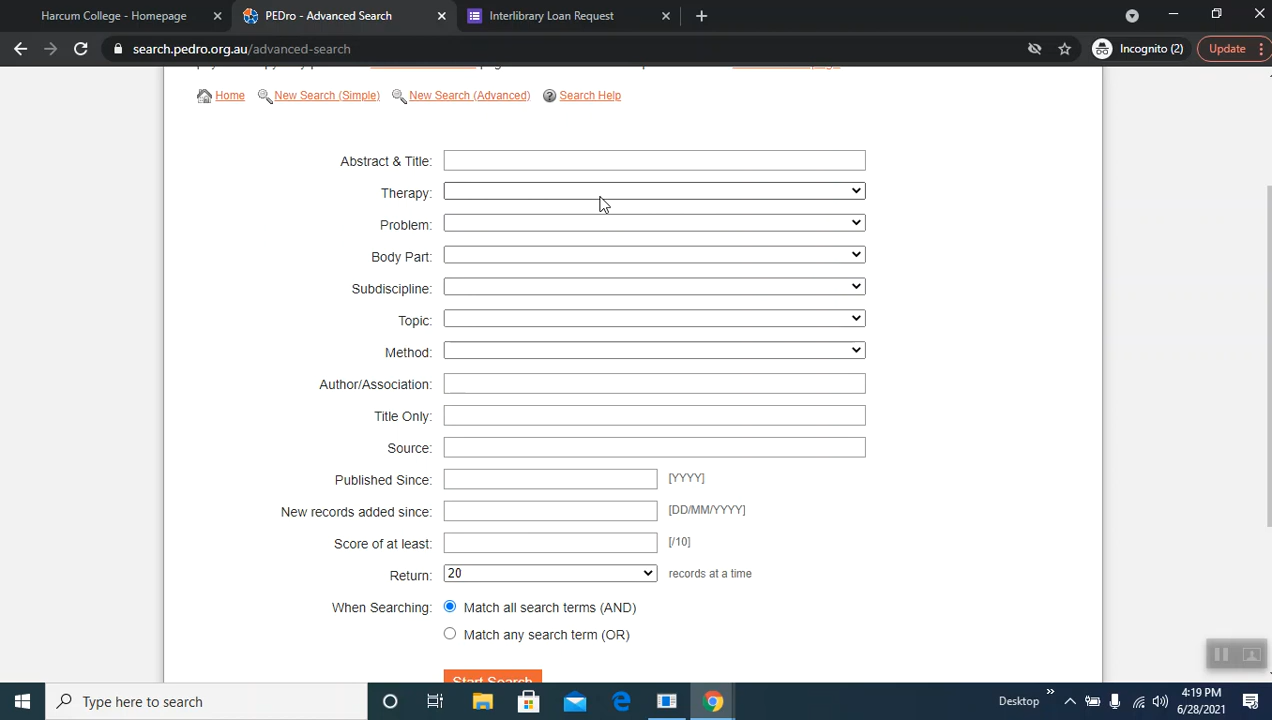 Harcum College - Homepage
PEDro - Advanced Search
Interlibrary Loan Request
search.pedro.org.au/advanced-search
Incognito (2)
Update
Home New Search (Simple) New Search (Advanced) Search Help
Abstract & Title:
Therapy:
Problem:
Body Part:
Subdiscipline:
Topic:
Method:
Author/Association:
Title Only:
Source:
Published Since: [YYYY]
New records added since: [DD/MM/YYYY]
Score of at least: [/10]
Return: 20 records at a time
When Searching: Match all search terms (AND)
Match any search term (OR)
Start Search
Type here to search
Desktop
4:19 PM
6/28/2021